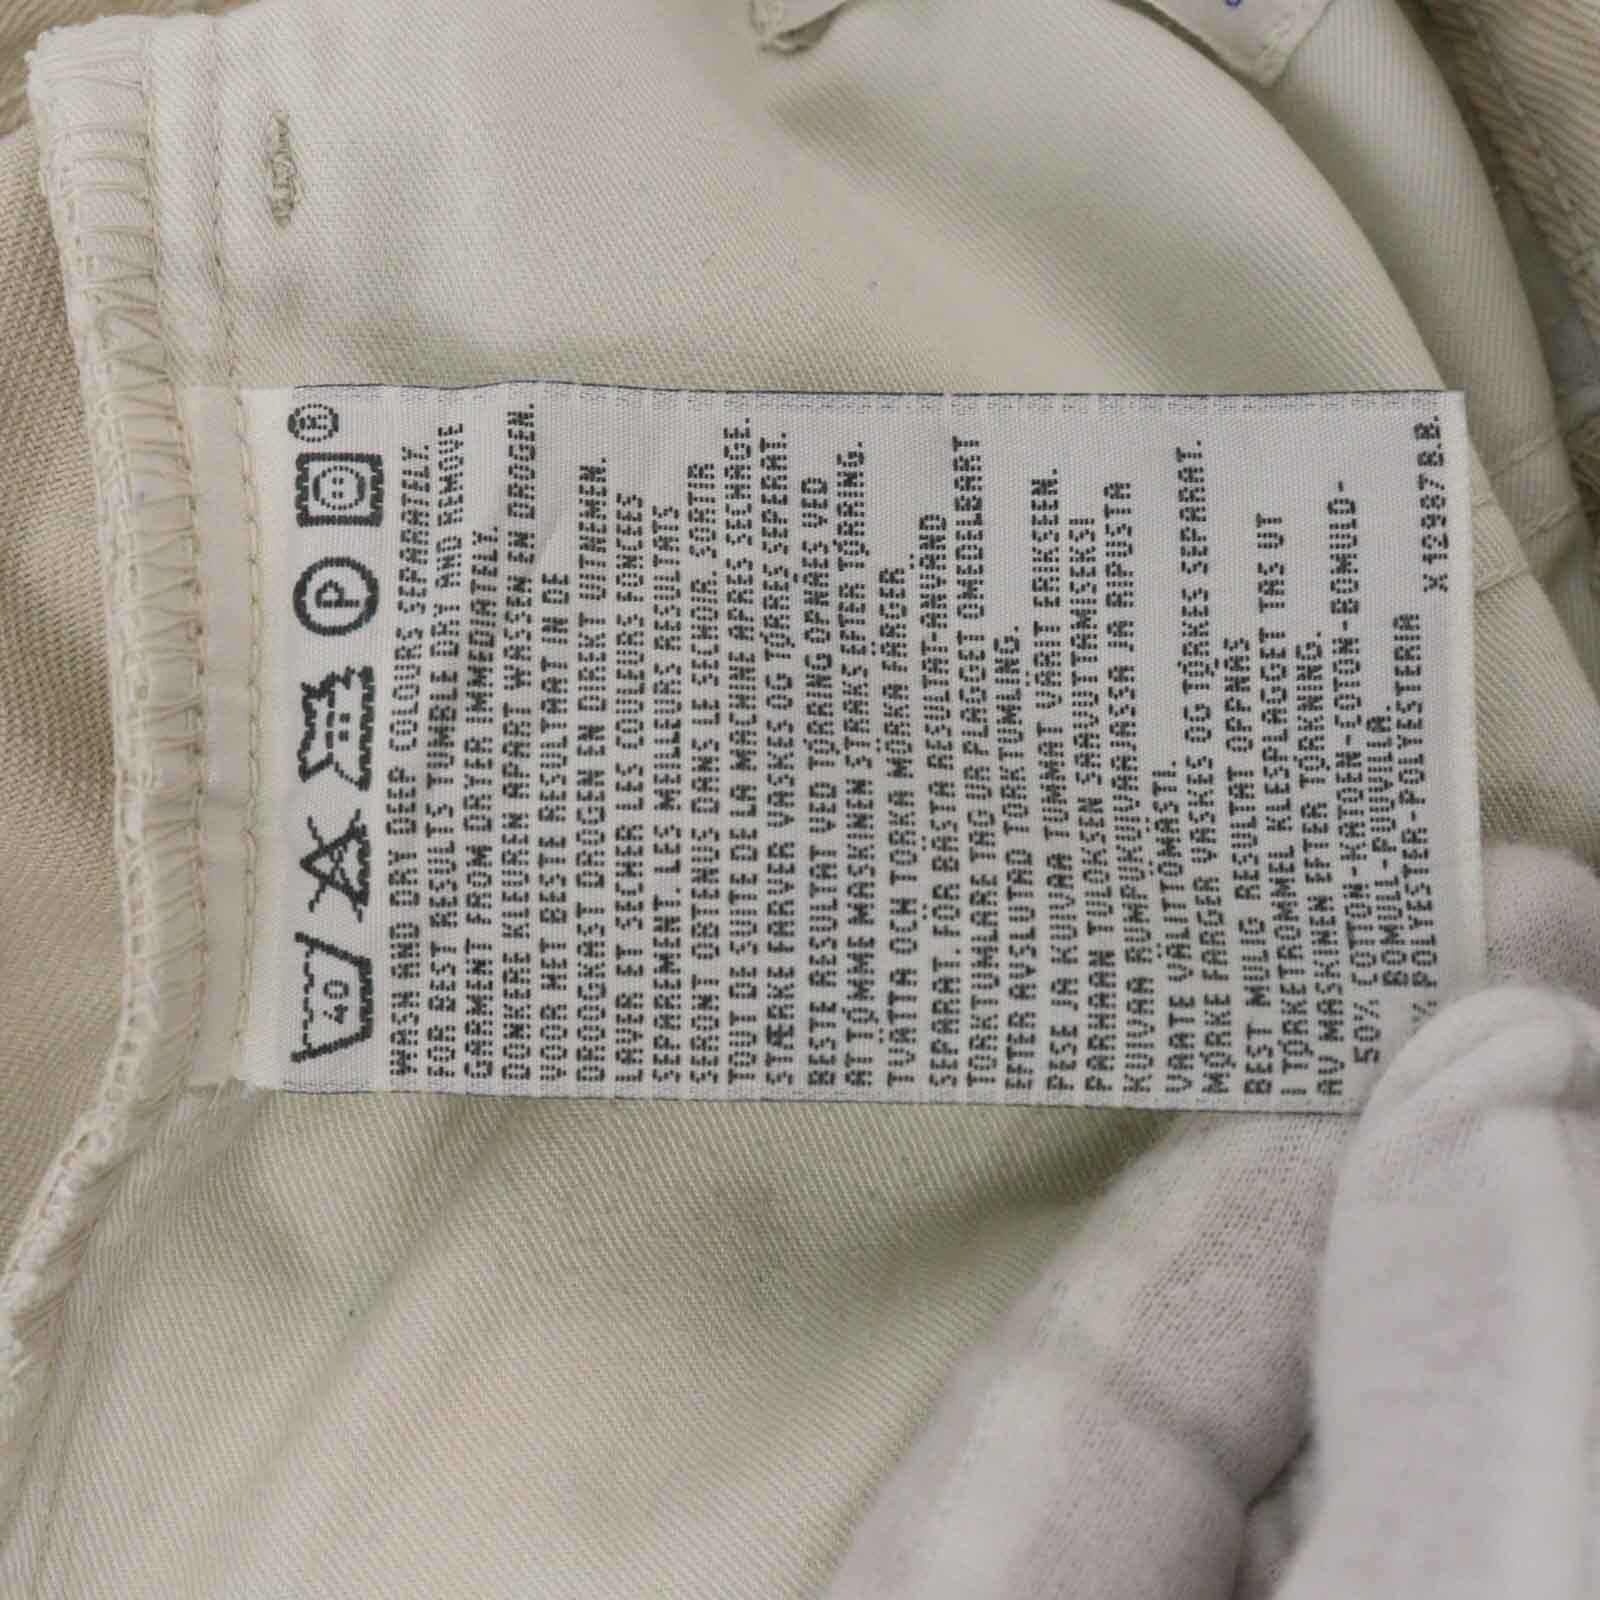 40 P ®
WASH AND DRY DEEP COLOURS SEPARATELY.
FOR BEST RESULTS TUMBLE DRY AND REMOVE
GARMENT FROM DRYER IMMEDIATELY.
DONKERE KLEUREN APART WASSEN EN DROGEN.
VOOR HET BESTE RESULTAAT IN DE
DROOGKAST DROGEN DIREKT UITNEMEN.
LAVER ET SECHER LES COULEURS FONCEES
SEPAREMENT. LES MEILLEURS RESULTATS
SERONT OBTENUS DANS LE SECHOR. SORTIR
TOUT DE SUITE DE LA MACHINE APRES SECHAGE.
STÆRKE FARVER VASKES OG TØRRES SEPERAT.
BESTE RESULTAT VED TØRRING OPNÅES VED
AT TØMME MASKINEN STRAKS EFTER TØRRING.
TVÄTTA OCH TORKA MÖRKA FÄRGER
SEPARAT. FÖR BÄSTA RESULTAT-ANVÄND
TORKTUMLARE TAG UR PLAGGET OMEDELBART
EFTER AVSLUTAD TORKTUMLING.
PESE JA KUIVAA TUMMAT VÄRIT ERIKSEEN.
PARHAAN TULOKSEN SAAVUTTAMISEKSI
KUIVAA RUMPUKUIVAAJASSA JA RIPUSTA
VAATE VÄLITTÖMÄSTI.
MØRKE FARGER VASKES OG TØRKES SEPARAT.
BEST MULIG RESULTAT OPPNÅS
I TØRKETROMMEL KLESPLAGGET TAS UT
AV MASKINEN EFTER TØRKNING.
50% COTTON-KATOEN-COTON-BOMULD-
BOMULL-PUUVILLA.
% POLYESTER-POLYESTERIA
X12987B.B.